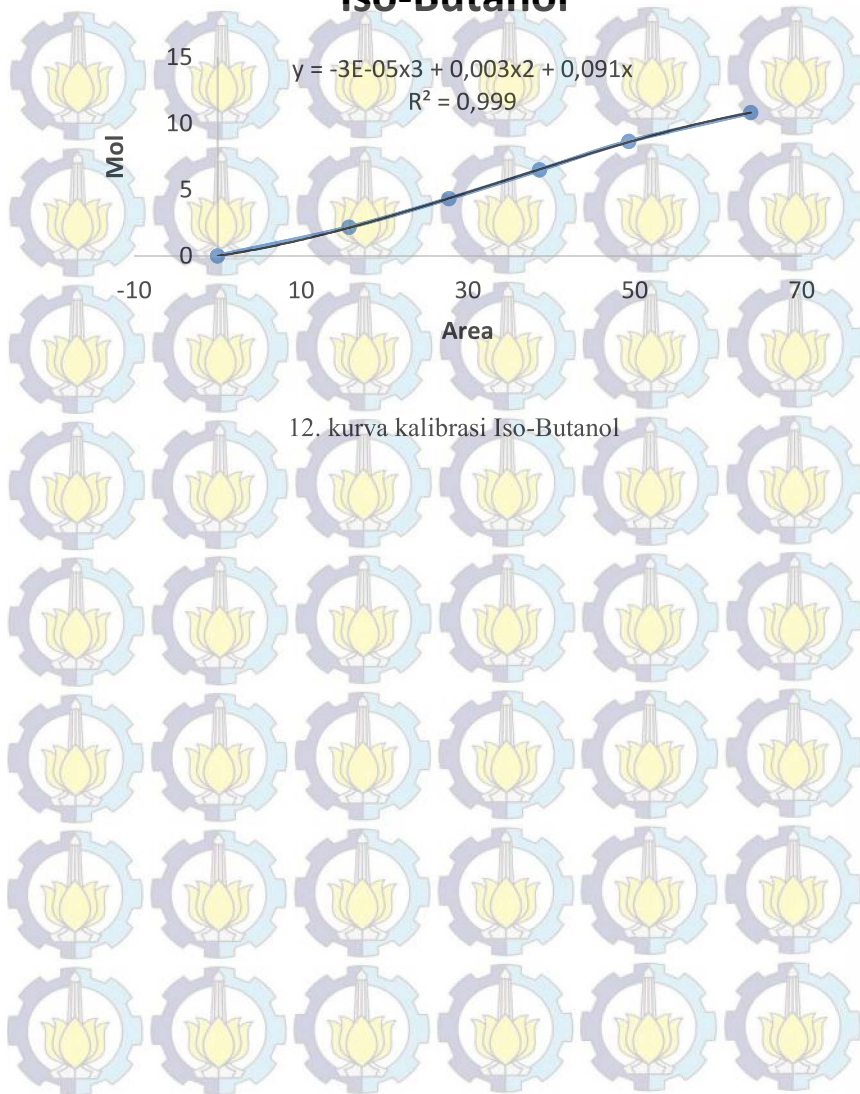 Iso-Butanol
y = -3E-05x3 + 0,003x2 + 0,091x
R² = 0,999
15
10
5
0
Mol
-10 10 30 50 70
Area
12. kurva kalibrasi Iso-Butanol